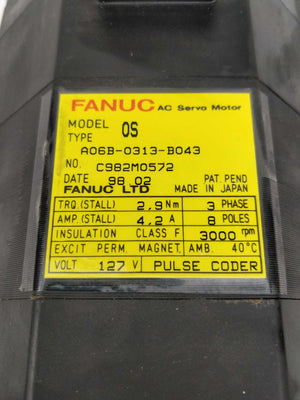 FANUC AC Servo Motor
MODEL 0S
TYPE A06B-0313-B043
NO. C982M0572
DATE 98.02 PAT. PEND
FANUC LTD MADE IN JAPAN
TRQ.(STALL) 2,9Nm 3 PHASE
AMP.(STALL) 4,2 A 8 POLES
INSULATION CLASS F 3000 rpm
EXCIT PERM. MAGNET. AMB. 40°C
VOLT 127 V PULSE CODER